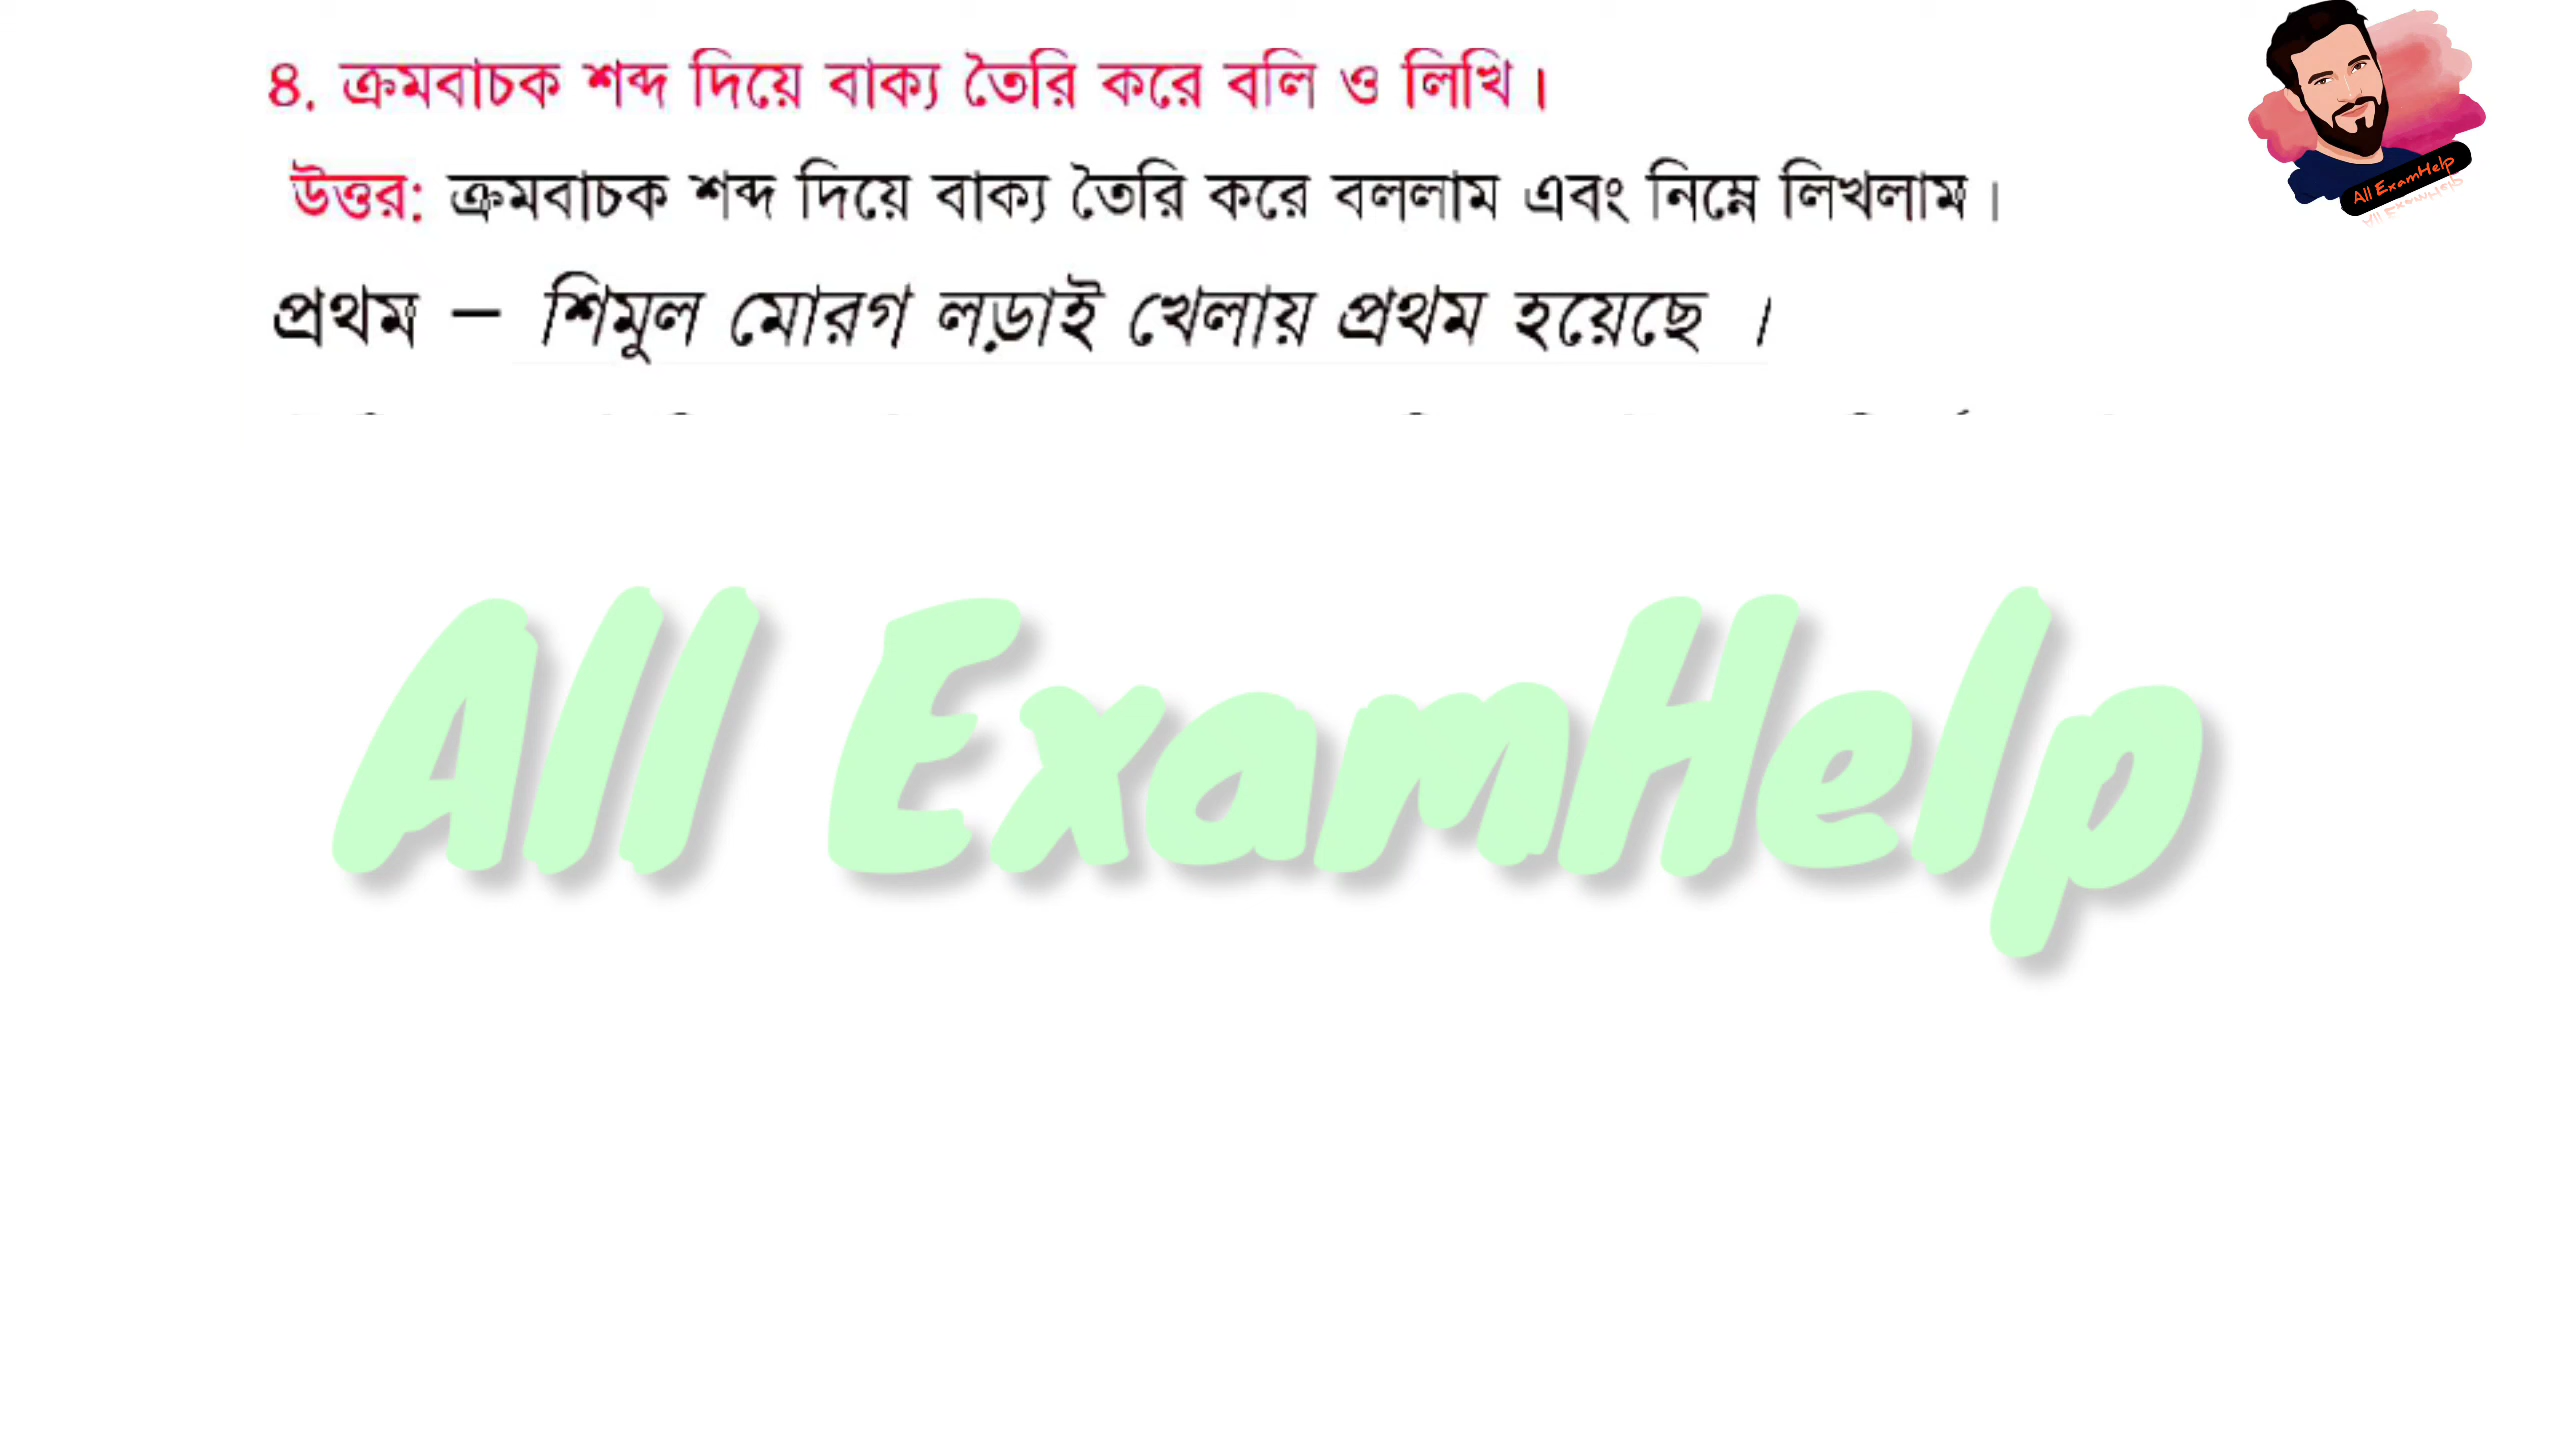 ৪. ক্রমবাচক শব্দ দিয়ে বাক্য তৈরি করে বলি ও লিখি।
উত্তর: ক্রমবাচক শব্দ দিয়ে বাক্য তৈরি করে বললাম এবং নিম্নে লিখলাম।
প্রথম – শিমুল মোরগ লড়াই খেলায় প্রথম হয়েছে ।
All ExamHelp
All ExamHelp